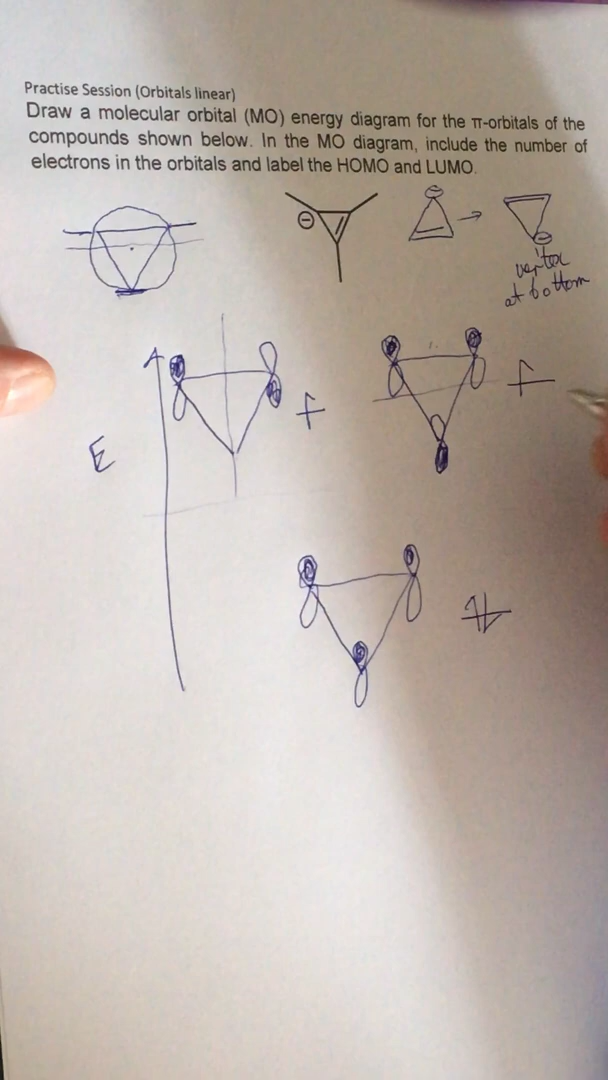 Practise Session (Orbitals linear)
Draw a molecular orbital (MO) energy diagram for the π-orbitals of the
compounds shown below. In the MO diagram, include the number of
electrons in the orbitals and label the HOMO and LUMO.
⊖
⊖
⊖
vertex
at bottom
E